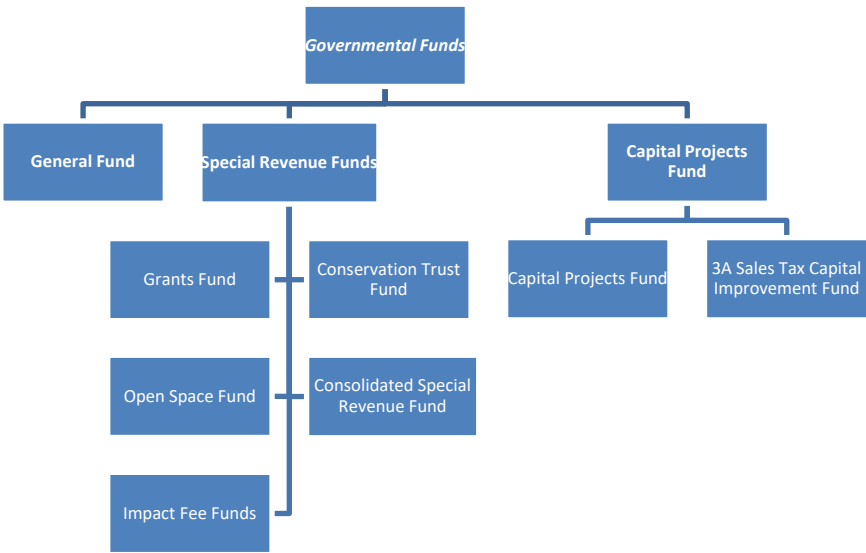 Governmental Funds
General Fund
Special Revenue Funds
Capital Projects
Fund
Grants Fund
Conservation Trust
Fund
Capital Projects Fund
3A Sales Tax Capital
Improvement Fund
Open Space Fund
Consolidated Special
Revenue Fund
Impact Fee Funds